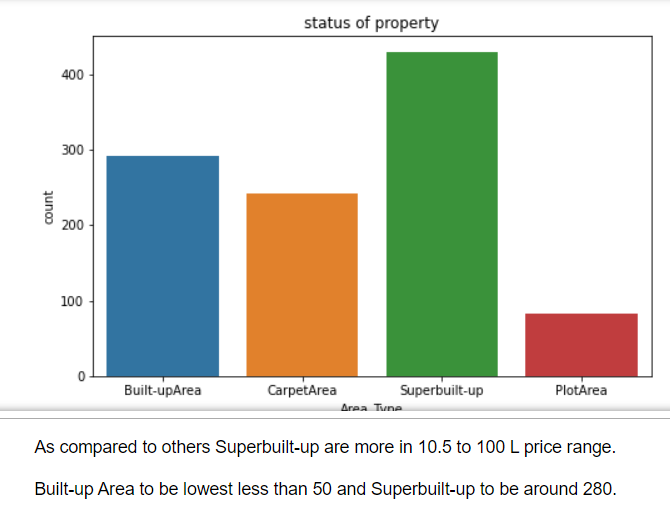 status of property
400
300
200
100
0
count
Built-upArea CarpetArea Superbuilt-up PlotArea
Area_Type
As compared to others Superbuilt-up are more in 10.5 to 100 L price range.
Built-up Area to be lowest less than 50 and Superbuilt-up to be around 280.